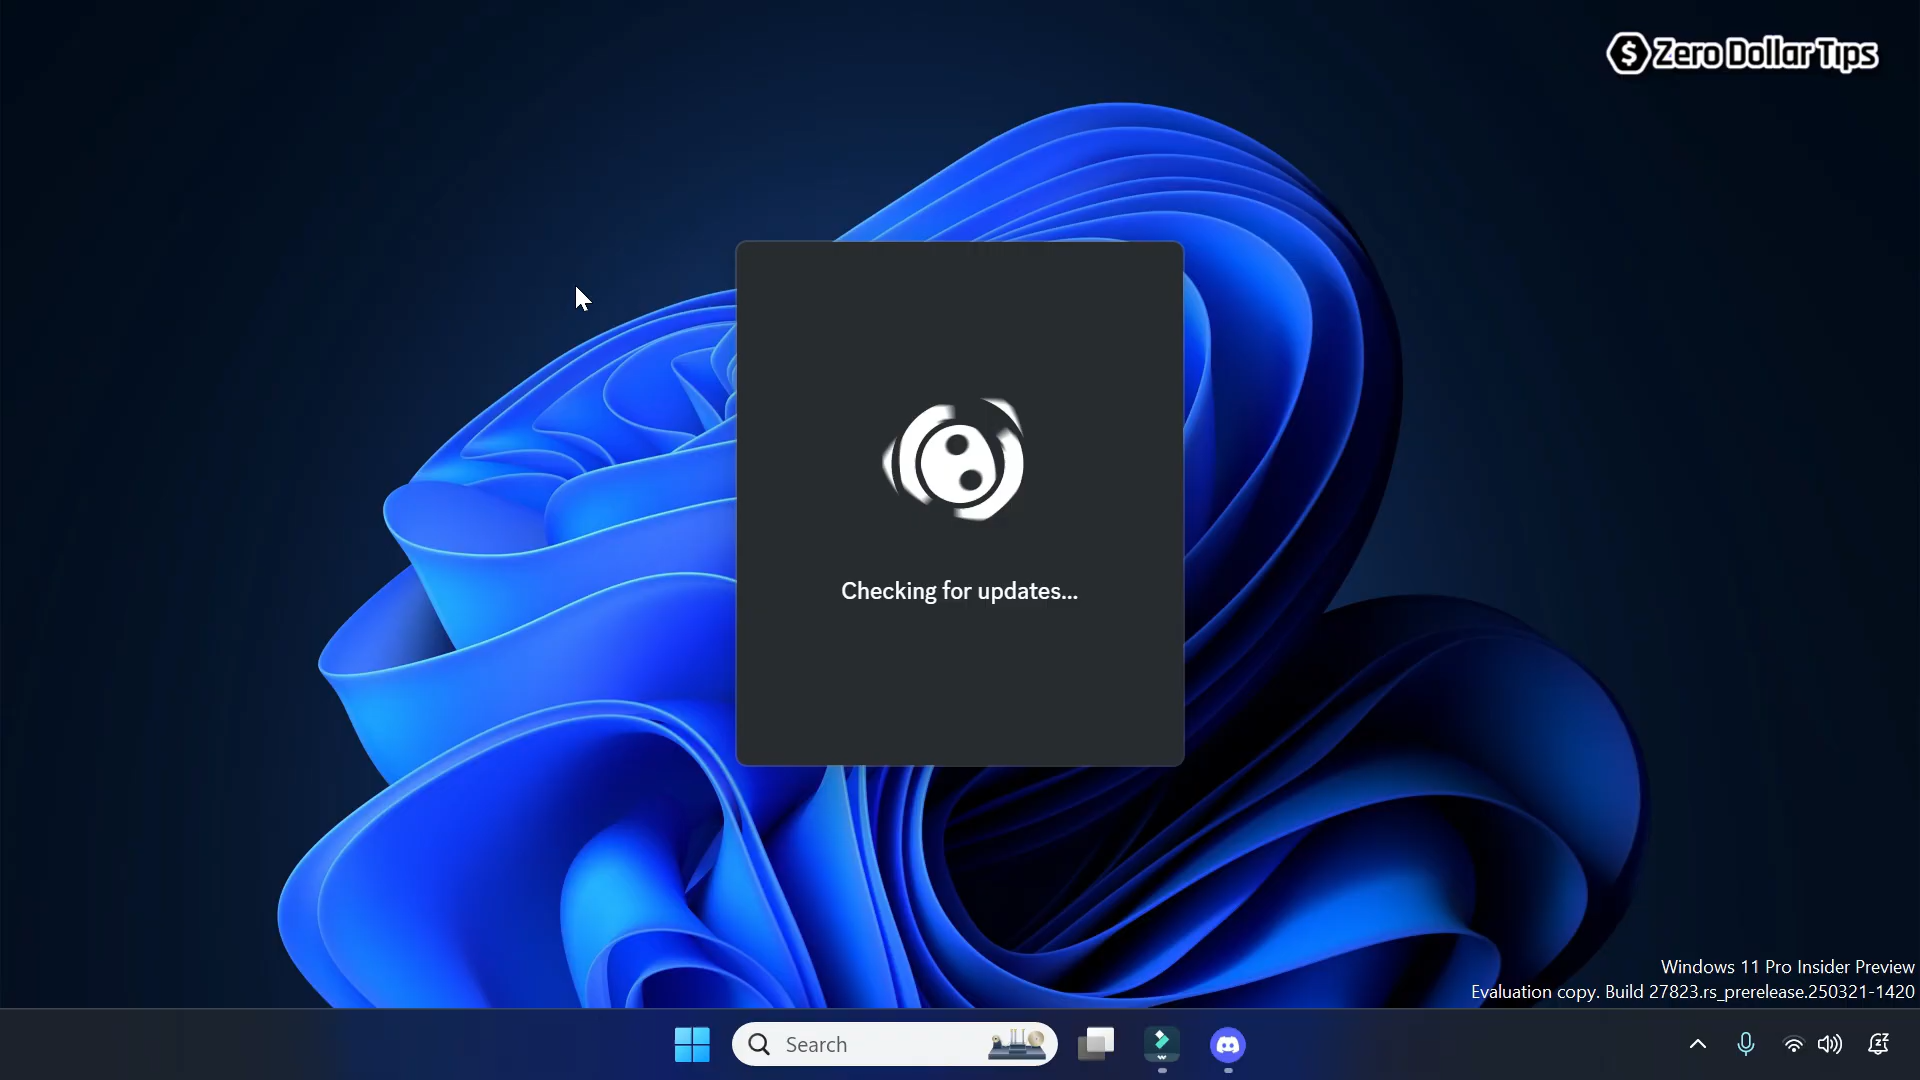 Zero Dollar Tips
Checking for updates...
Windows 11 Pro Insider Preview
Evaluation copy. Build 27823.rs_prerelease.250321-1420
Search